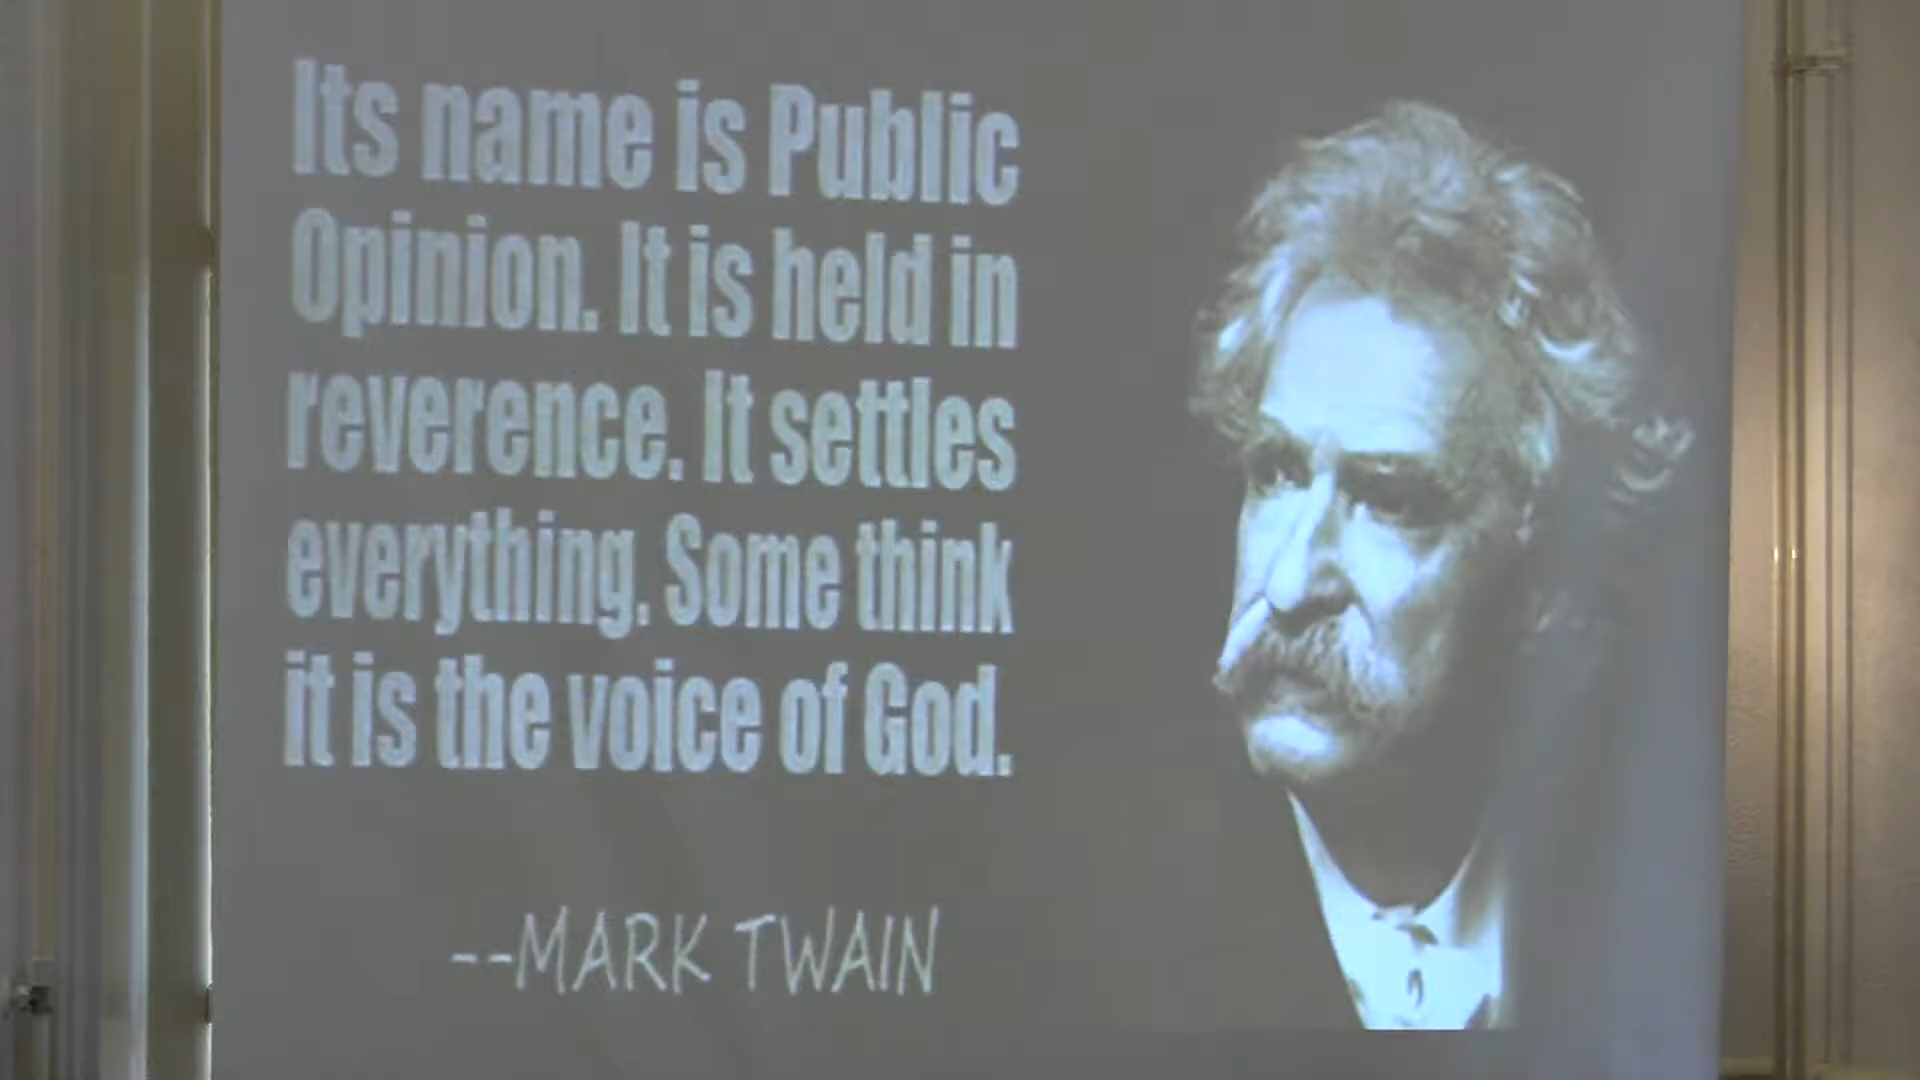 Its name is Public
Opinion. It is held in
reverence. It settles
everything. Some think
it is the voice of God.
--MARK TWAIN